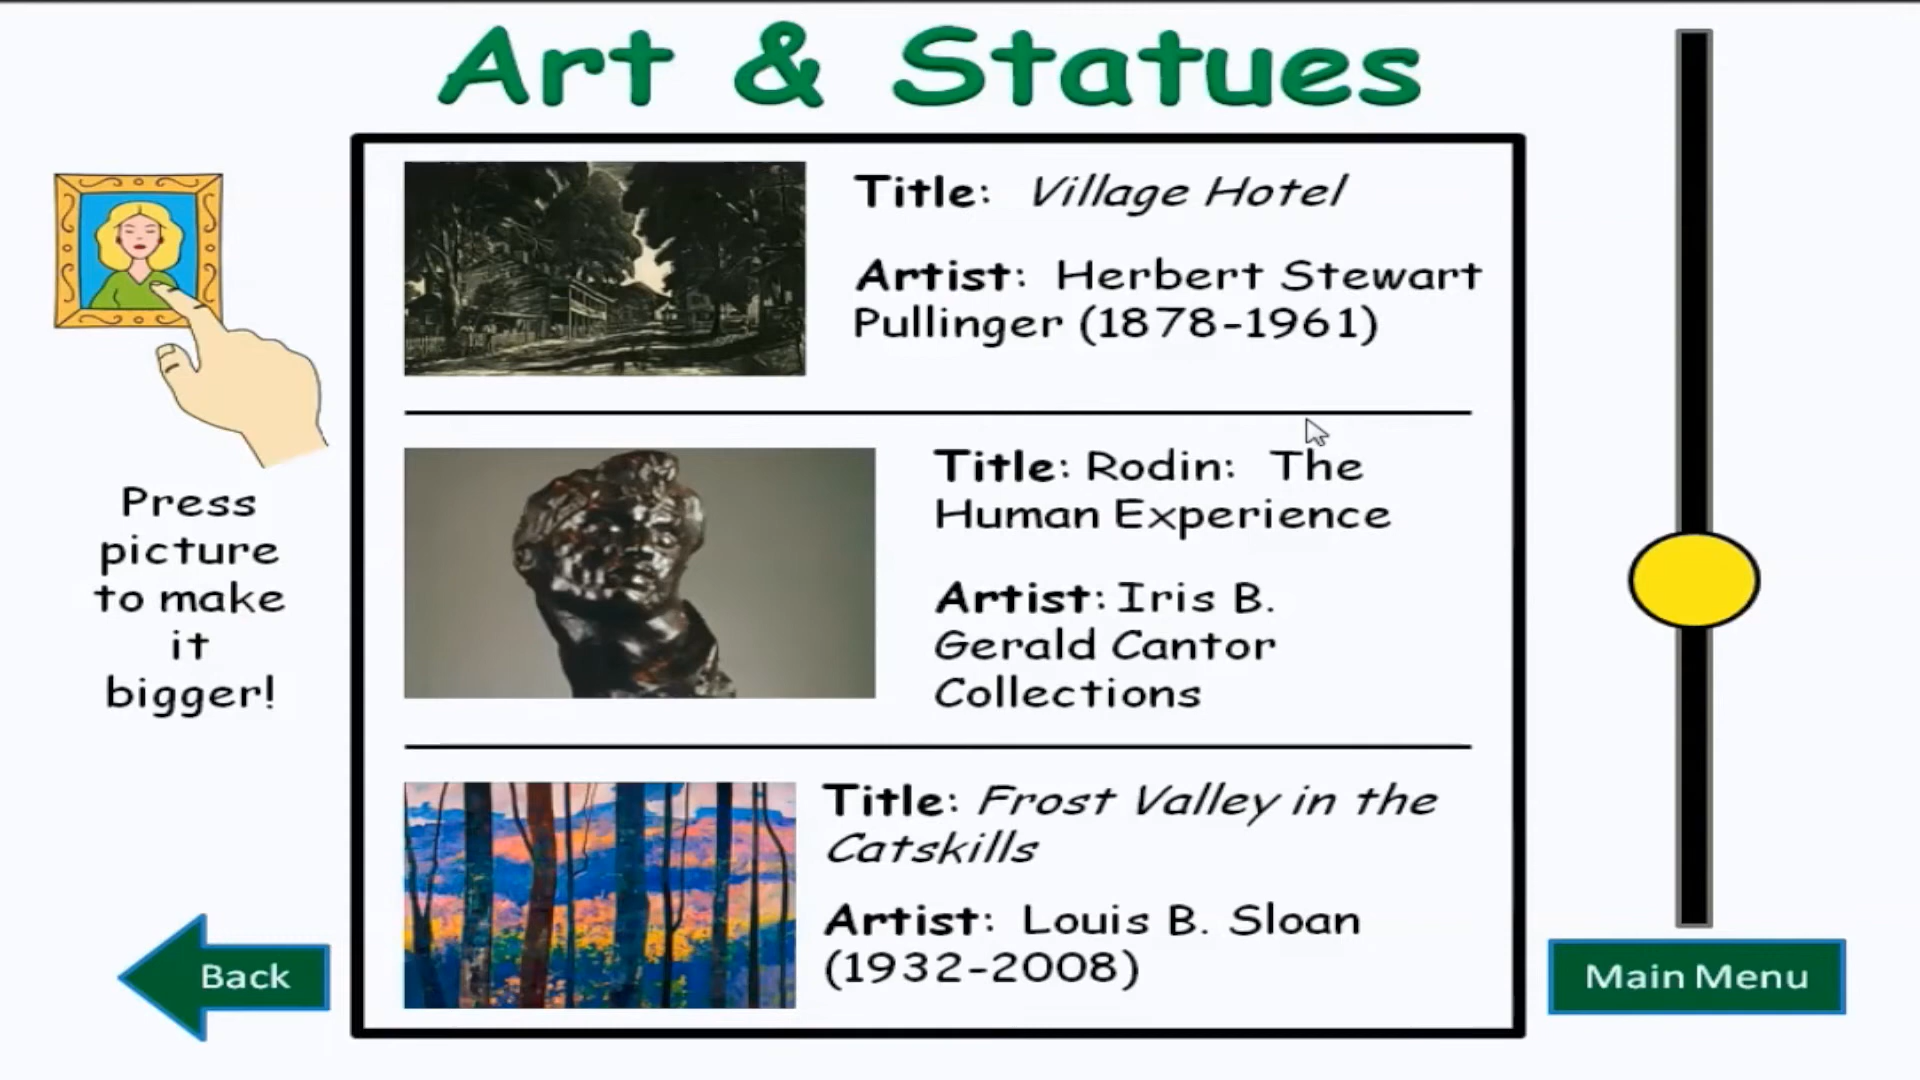 Art & Statues
Title: Village Hotel
Artist: Herbert Stewart
Pullinger (1878-1961)
Press
picture
to make
it
bigger!
Title: Rodin: The
Human Experience
Artist: Iris B.
Gerald Cantor
Collections
Title: Frost Valley in the
Catskills
Artist: Louis B. Sloan
(1932-2008)
Back
Main Menu